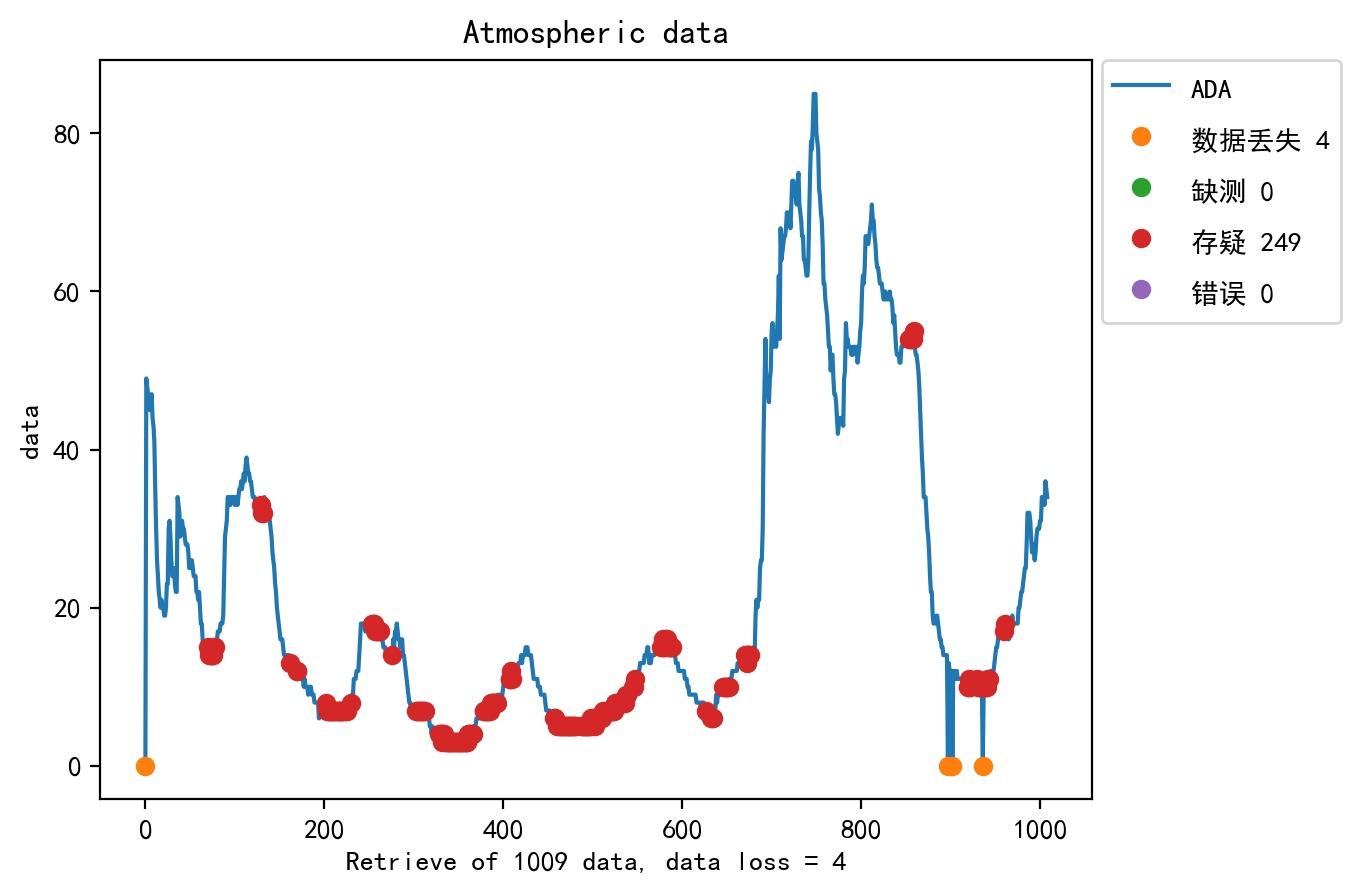 Atmospheric data
ADA
数据丢失 4
缺测 0
存疑 249
错误 0
data
80
60
40
20
0
0 200 400 600 800 1000
Retrieve of 1009 data, data loss = 4